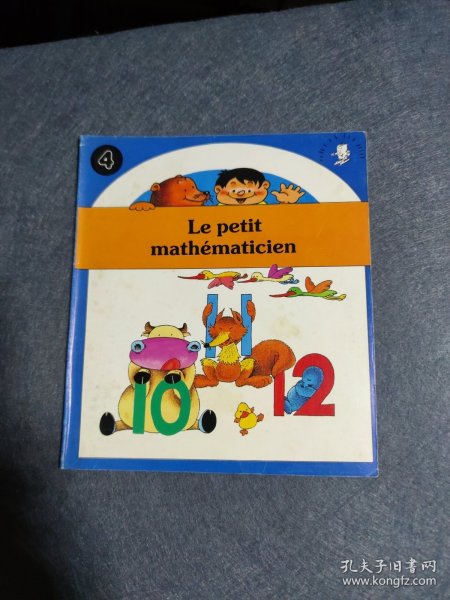 4
Le petit
mathématicien
11
10
12
孔夫子旧书网
www.kongfz.com